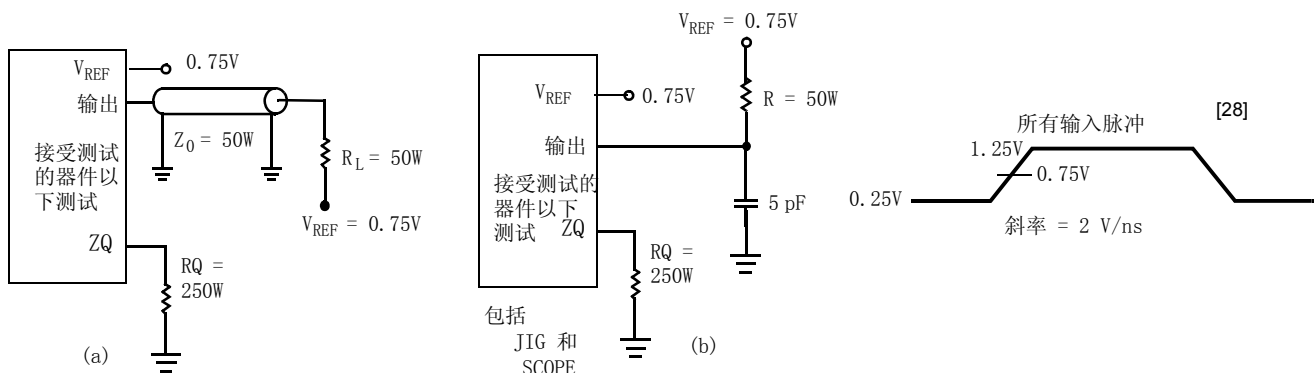 V_REF
0.75V
输出
Z_0 = 50W
接受测试
的器件以
下测试
R_L = 50W
V_REF = 0.75V
ZQ
RQ =
250W
(a)
V_REF = 0.75V
V_REF
0.75V
R = 50W
输出
接受测试的
器件以下
测试
ZQ
5 pF
RQ =
250W
包括
JIG 和
SCOPE
(b)
所有输入脉冲
[28]
1.25V
0.75V
0.25V
斜率 = 2 V/ns